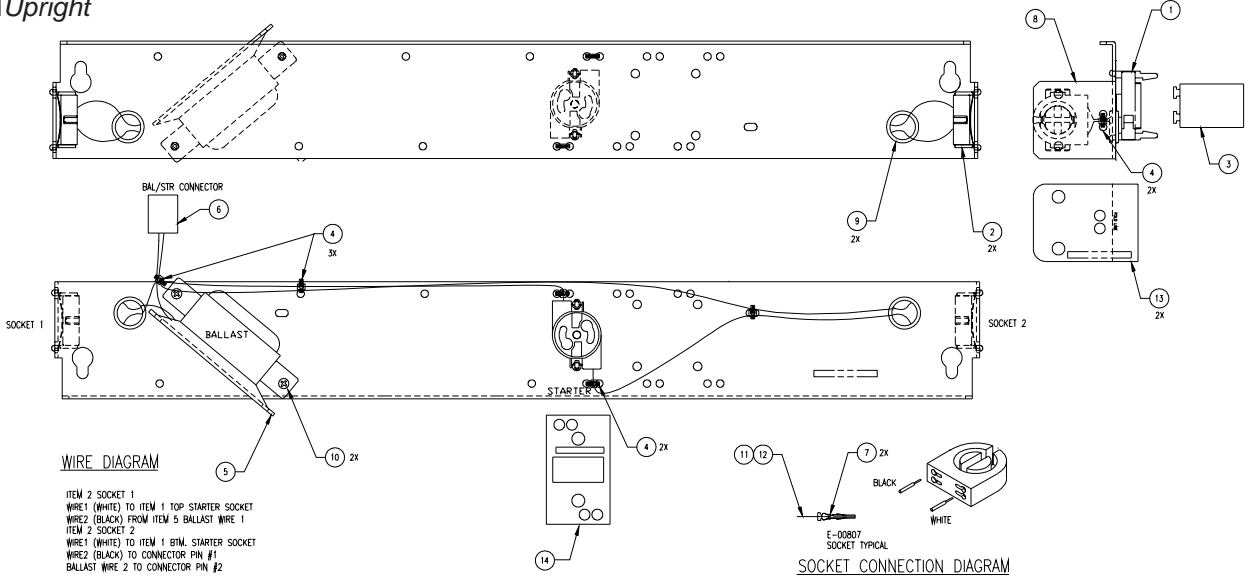 Upright
8
1
3
4
2X
BAL/STR CONNECTOR
6
4
3X
9
2X
2
2X
13
2X
SOCKET 1
BALLAST
SOCKET 2
STARTER
4 2X
10 2X
5
WIRE DIAGRAM
ITEM 2 SOCKET 1
WIRE1 (WHITE) TO ITEM 1 TOP STARTER SOCKET
WIRE2 (BLACK) FROM ITEM 5 BALLAST WIRE 1
ITEM 2 SOCKET 2
WIRE1 (WHITE) TO ITEM 1 BTM. STARTER SOCKET
WIRE2 (BLACK) TO CONNECTOR PIN #1
BALLAST WIRE 2 TO CONNECTOR PIN #2
14
11 12
7 2X
BLACK
WHITE
E-00807
SOCKET TYPICAL
SOCKET CONNECTION DIAGRAM